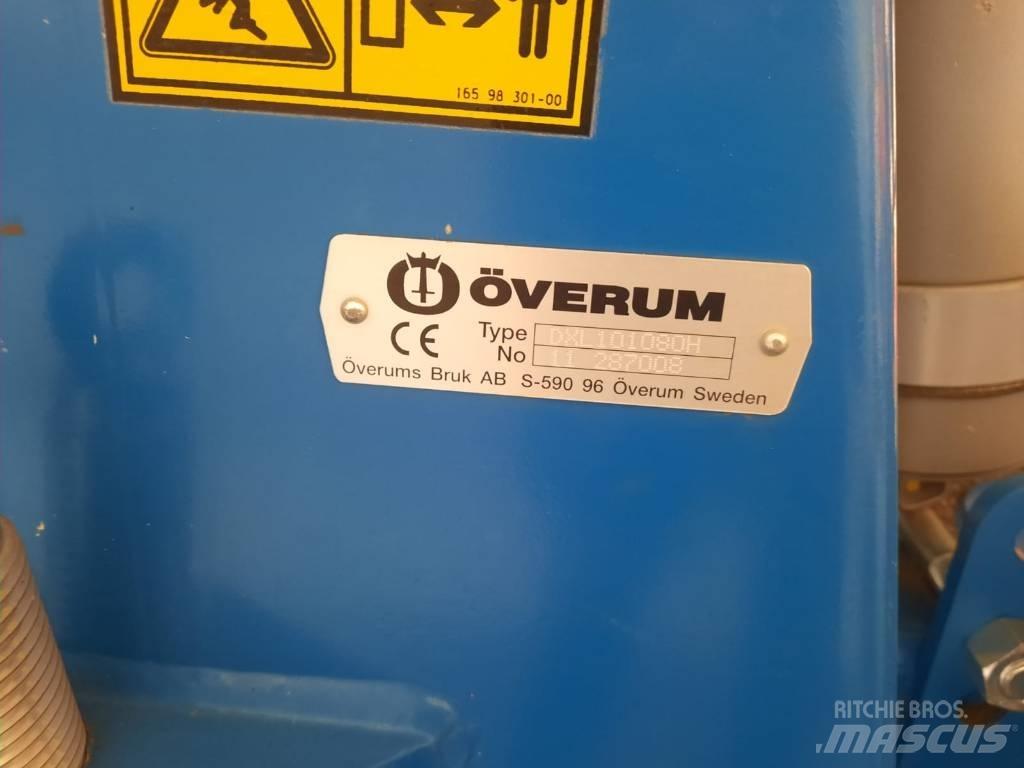 165 98 301-00
ÖVERUM
CE Type DXL101080H
No 11 287008
Överums Bruk AB S-590 96 Överum Sweden
RITCHIE BROS.
MASCUS